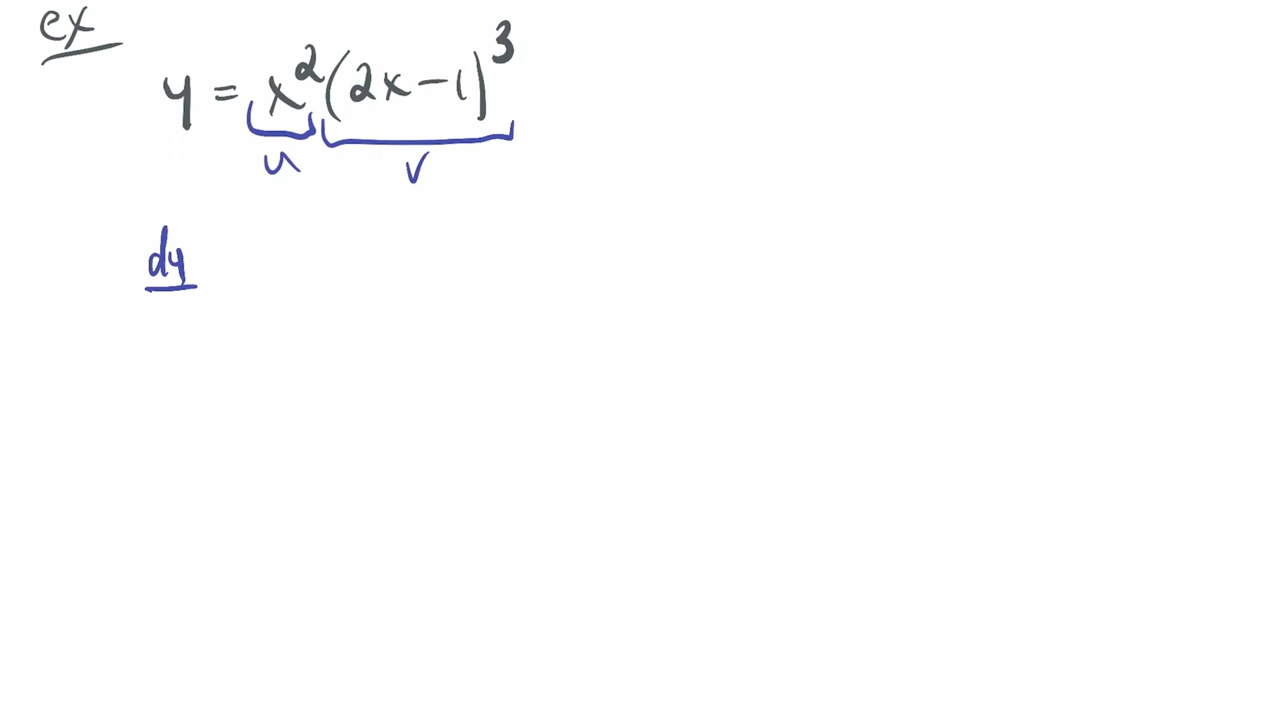 ex
y = x²(2x-1)³
u v
dy